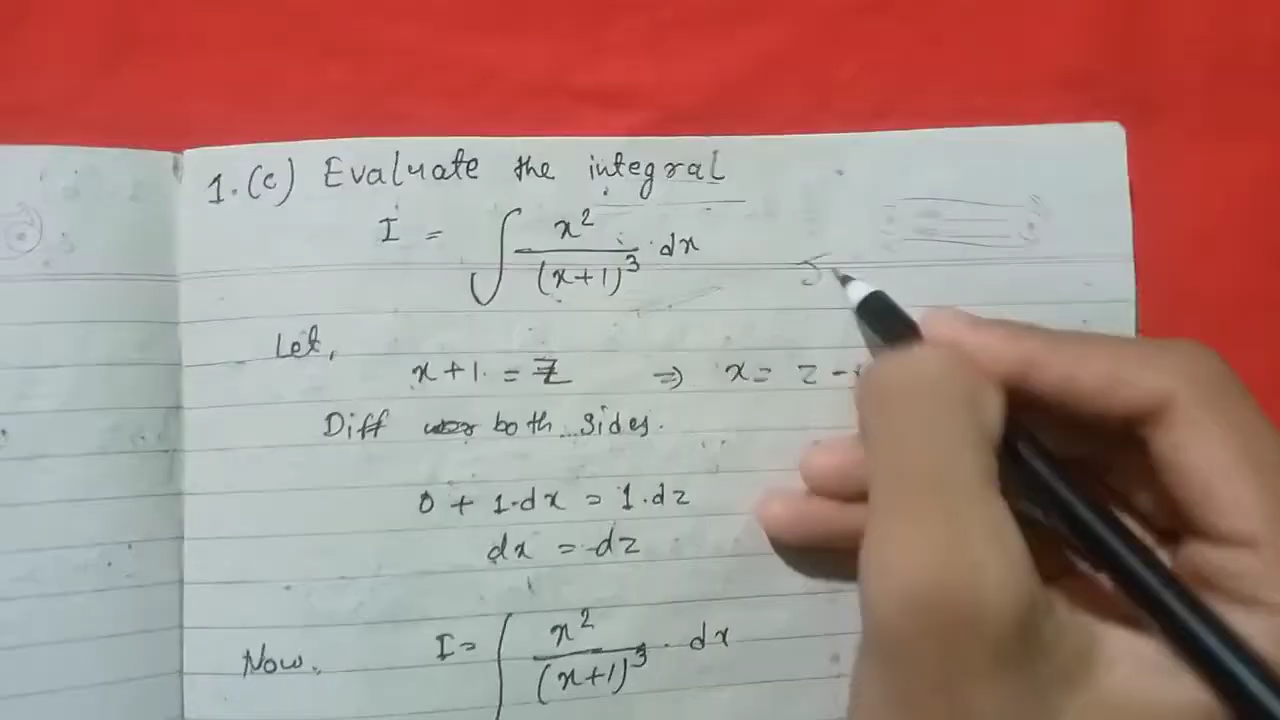 1. (c) Evaluate the integral
I = ∫ x² / (x+1)³ · dx
Let,
x+1 = z ⇒ x = z -
Diff both sides.
0 + 1·dx = 1·dz
dx = dz
Now, I = ∫ x² / (x+1)³ · dx